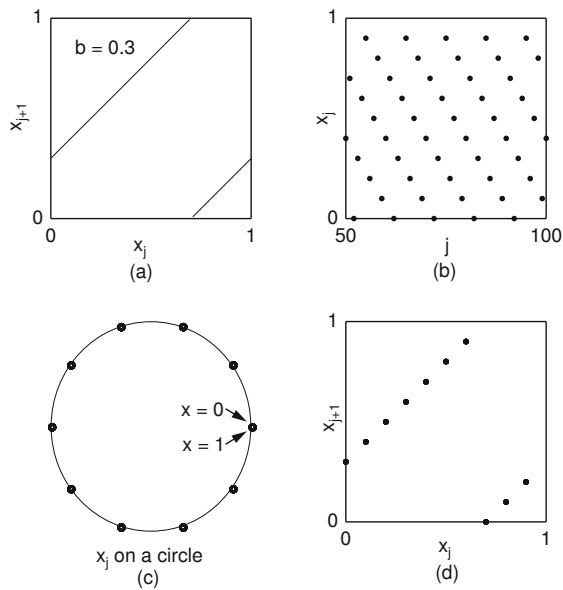 1
b = 0.3
x_{j+1}
0
0
1
x_j
(a)
1
x_j
0
50
100
j
(b)
x = 0
x = 1
x_j on a circle
(c)
1
x_{j+1}
0
0
1
x_j
(d)